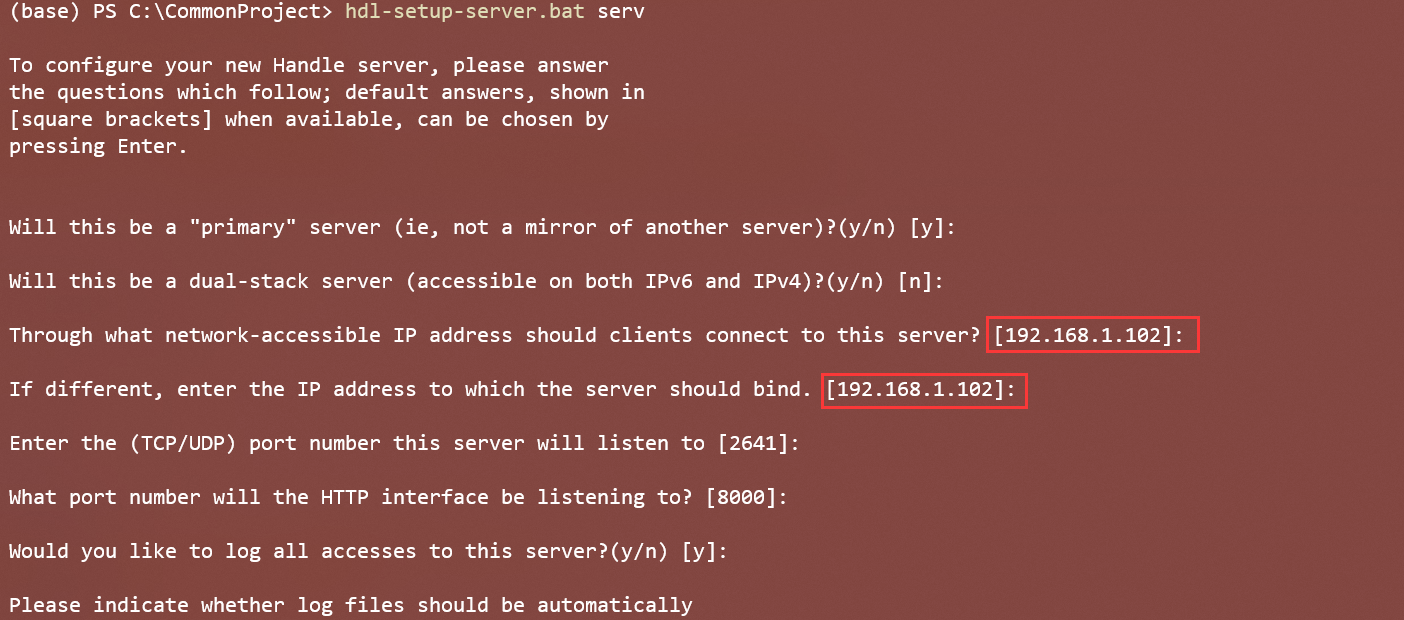 (base) PS C:\CommonProject> hdl-setup-server.bat serv
To configure your new Handle server, please answer
the questions which follow; default answers, shown in
[square brackets] when available, can be chosen by
pressing Enter.
Will this be a "primary" server (ie, not a mirror of another server)?(y/n) [y]:
Will this be a dual-stack server (accessible on both IPv6 and IPv4)?(y/n) [n]:
Through what network-accessible IP address should clients connect to this server? [192.168.1.102]:
If different, enter the IP address to which the server should bind. [192.168.1.102]:
Enter the (TCP/UDP) port number this server will listen to [2641]:
What port number will the HTTP interface be listening to? [8000]:
Would you like to log all accesses to this server?(y/n) [y]:
Please indicate whether log files should be automatically